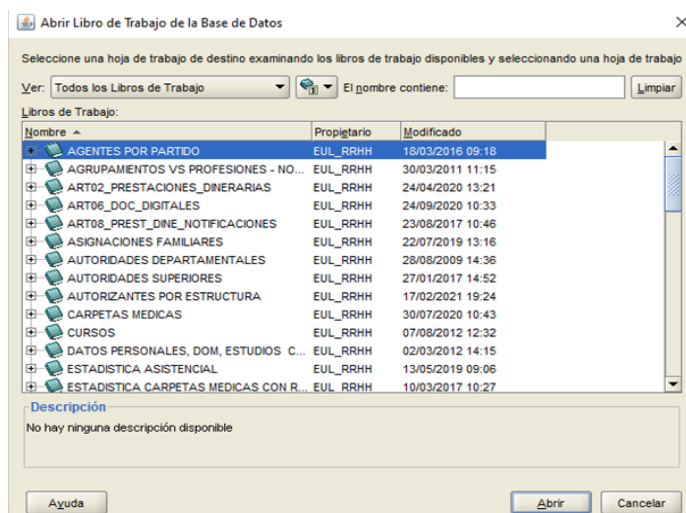 Abrir Libro de Trabajo de la Base de Datos
Seleccione una hoja de trabajo de destino examinando los libros de trabajo disponibles y seleccionando una hoja de trabajo
Ver: Todos los Libros de Trabajo El nombre contiene: Limpiar
Libros de Trabajo:
Nombre Propietario Modificado
AGENTES POR PARTIDO EUL_RRHH 18/03/2016 09:18
AGRUPAMIENTOS VS PROFESIONES - NO... EUL_RRHH 30/03/2011 11:15
ART02_PRESTACIONES_DINERARIAS EUL_RRHH 24/04/2020 13:21
ART06_DOC_DIGITALES EUL_RRHH 24/09/2020 10:33
ART08_PREST_DINE_NOTIFICACIONES EUL_RRHH 23/08/2017 10:46
ASIGNACIONES FAMILIARES EUL_RRHH 22/07/2019 13:16
AUTORIDADES DEPARTAMENTALES EUL_RRHH 28/08/2009 14:36
AUTORIDADES SUPERIORES EUL_RRHH 27/01/2017 14:52
AUTORIZANTES POR ESTRUCTURA EUL_RRHH 17/02/2021 19:24
CARPETAS MEDICAS EUL_RRHH 30/07/2020 10:43
CURSOS EUL_RRHH 07/08/2012 12:32
DATOS PERSONALES, DOM, ESTUDIOS C... EUL_RRHH 02/03/2012 14:15
ESTADISTICA ASISTENCIAL EUL_RRHH 13/05/2019 09:06
ESTADISTICA CARPETAS MEDICAS CON R... EUL_RRHH 10/03/2017 10:27
Descripción
No hay ninguna descripción disponible
Ayuda Abrir Cancelar